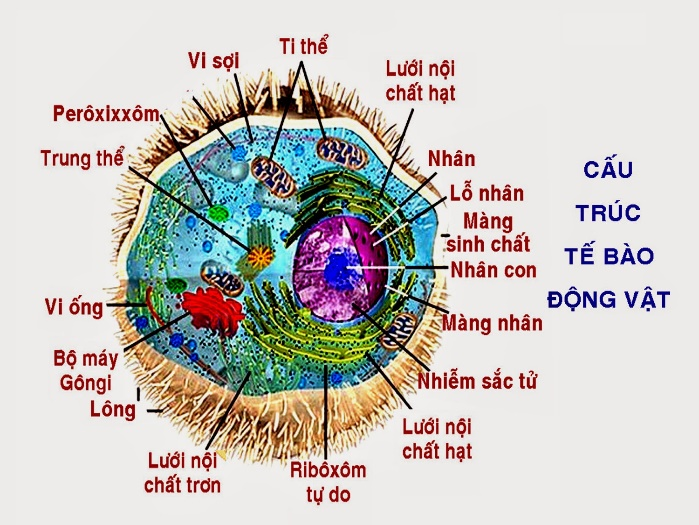 Ti thể
Vi sợi
Lưới nội
chất hạt
Perôxixxôm
Trung thể
Nhân
Lỗ nhân
Màng
sinh chất
Nhân con
Vi ống
Màng nhân
Bộ máy
Gôngi
Lông
Nhiễm sắc tử
Lưới nội
chất hạt
Lưới nội
chất trơn
Ribôxôm
tự do
CẤU
TRÚC
TẾ BÀO
ĐỘNG VẬT